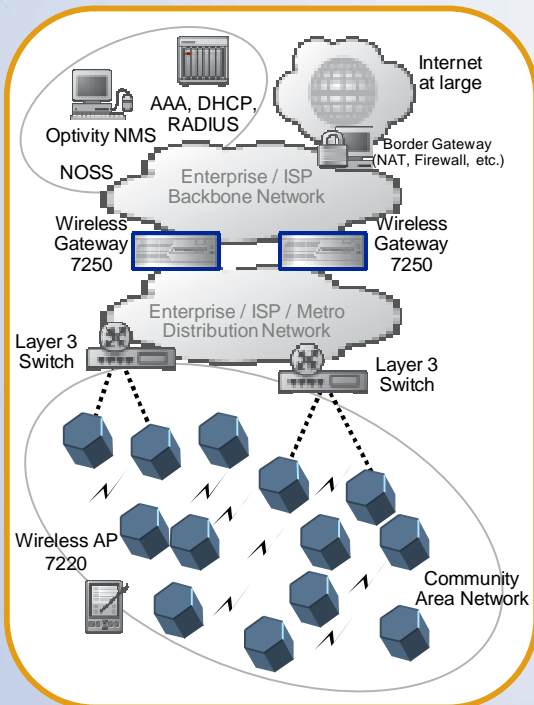 Internet
at large
AAA, DHCP,
RADIUS
Optivity NMS
NOSS
Border Gateway
(NAT, Firewall, etc.)
Enterprise / ISP
Backbone Network
Wireless
Gateway
7250
Wireless
Gateway
7250
Enterprise / ISP / Metro
Distribution Network
Layer 3
Switch
Layer 3
Switch
Wireless AP
7220
Community
Area Network